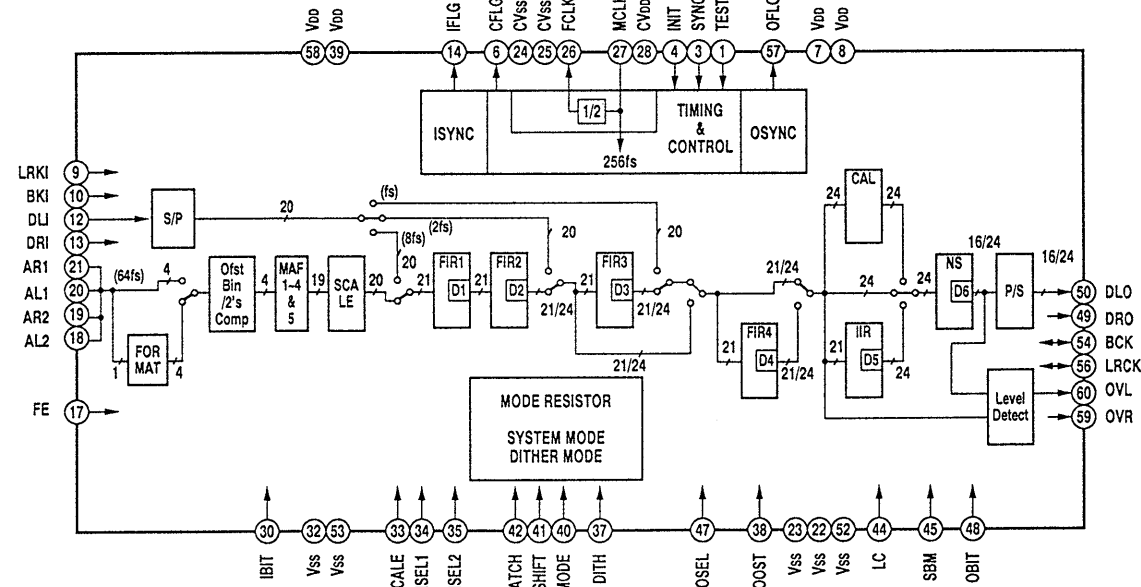 VDD
VDD
IFLG
CFLG
CVSS
CVSS
FCLK
MCLK
CVDD
INIT
SYNC
TEST
OFLG
VDD
VDD
58
39
14
6
24
25
26
27
28
4
3
1
57
7
8
ISYNC
1/2
256fs
TIMING
&
CONTROL
OSYNC
LRKI
9
BKI
10
DLI
12
DRI
13
AR1
21
AL1
20
AR2
19
AL2
18
FE
17
S/P
20
(fs)
(2fs)
(8fs)
20
20
20
(64fs)
4
FOR
MAT
1
4
Ofst
Bin
/2's
Comp
4
MAF
1-4
&
5
19
SCA
LE
20
21
FIR1
D1
21
FIR2
D2
21/24
21
FIR3
D3
21/24
21/24
21/24
21
FIR4
D4
21/24
24
CAL
24
24
21
IIR
D5
24
24
NS
D6
16/24
P/S
16/24
Level
Detect
50
DLO
49
DRO
54
BCK
56
LRCK
60
OVL
59
OVR
MODE RESISTOR
SYSTEM MODE
DITHER MODE
30
32
53
33
34
35
42
41
40
37
47
38
23
22
52
44
45
48
IBIT
VSS
VSS
CALE
SEL1
SEL2
ATCH
SHIFT
MODE
DITH
OSEL
OOST
VSS
VSS
VSS
LC
SBM
OBIT